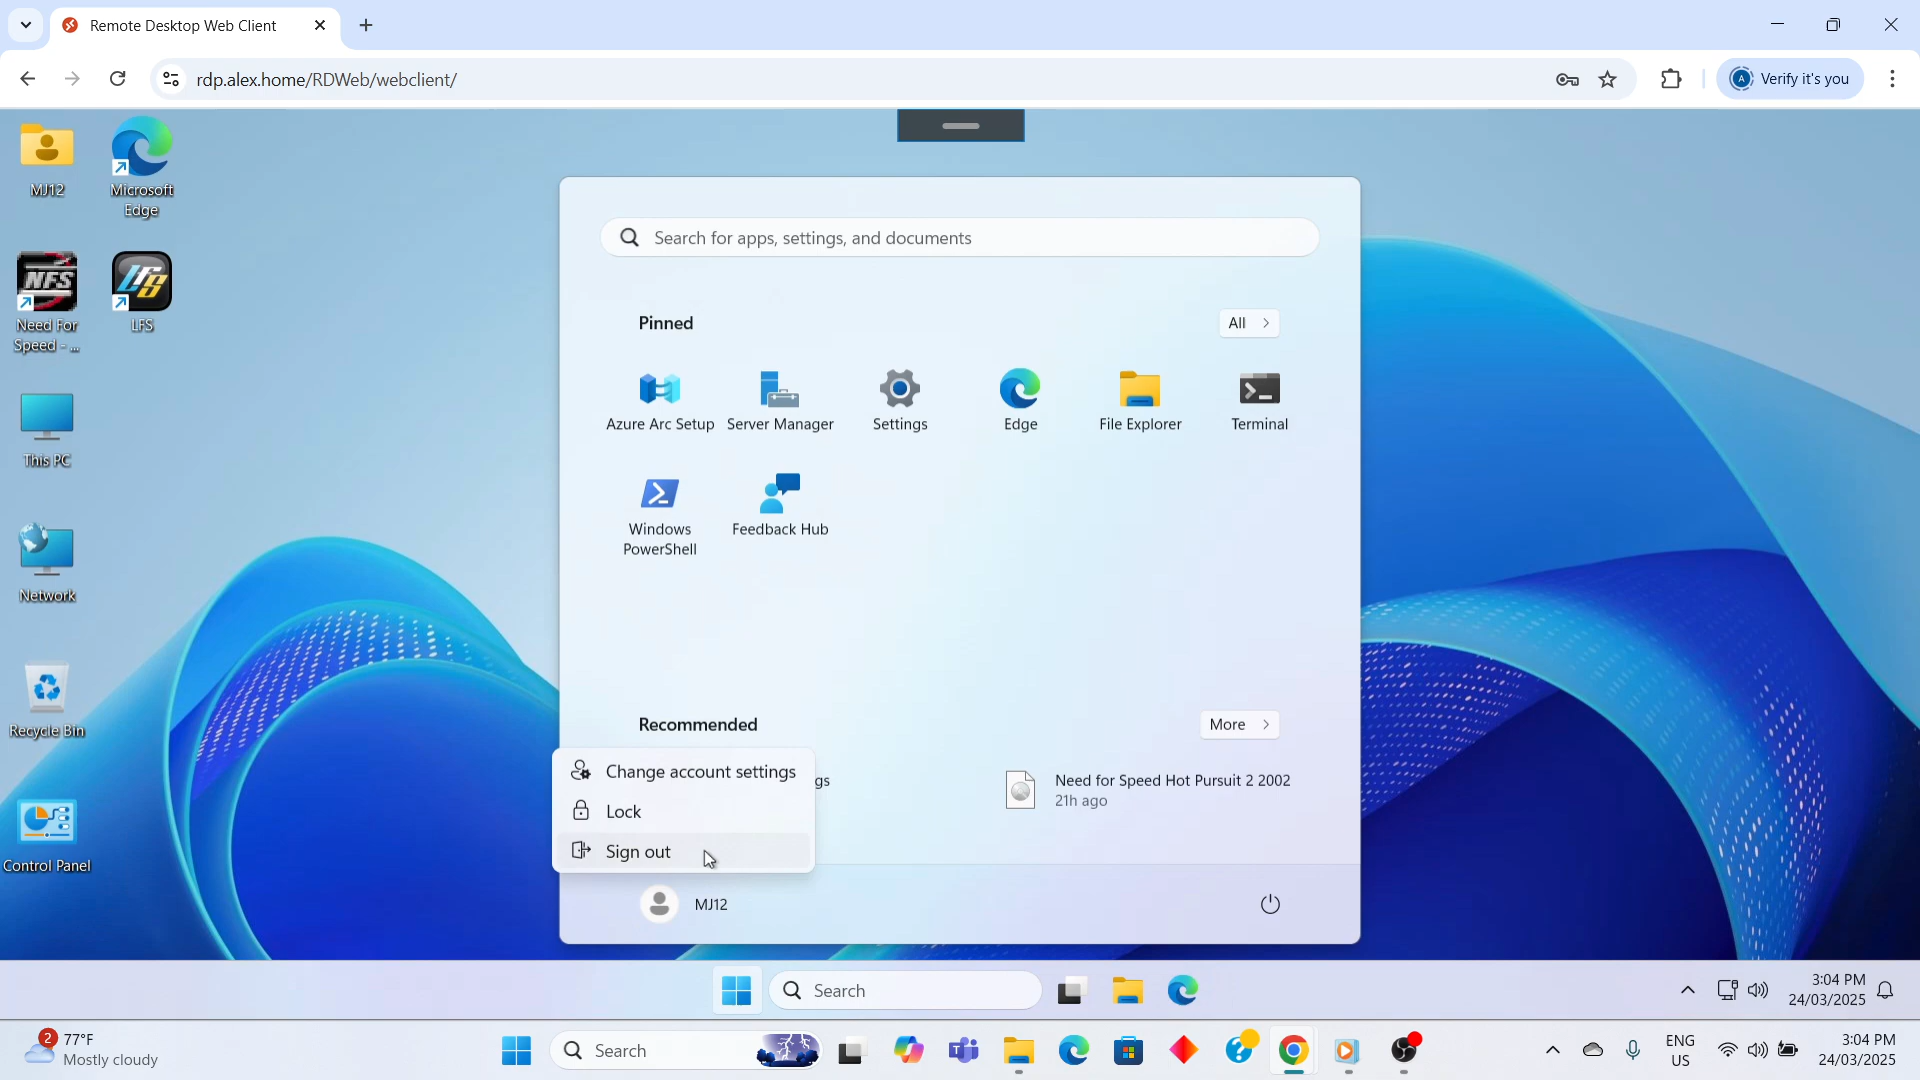 Remote Desktop Web Client
rdp.alex.home/RDWeb/webclient/
Verify it's you
MJ12
Microsoft
Edge
NFS
Need For
Speed - ...
LFS
This PC
Network
Recycle Bin
Control Panel
Search for apps, settings, and documents
Pinned
All
Azure Arc Setup
Server Manager
Settings
Edge
File Explorer
Terminal
Windows
PowerShell
Feedback Hub
Recommended
More
Change account settings
gs
Need for Speed Hot Pursuit 2 2002
21h ago
Lock
Sign out
MJ12
Search
3:04 PM
24/03/2025
2
77°F
Mostly cloudy
Search
ENG
US
3:04 PM
24/03/2025